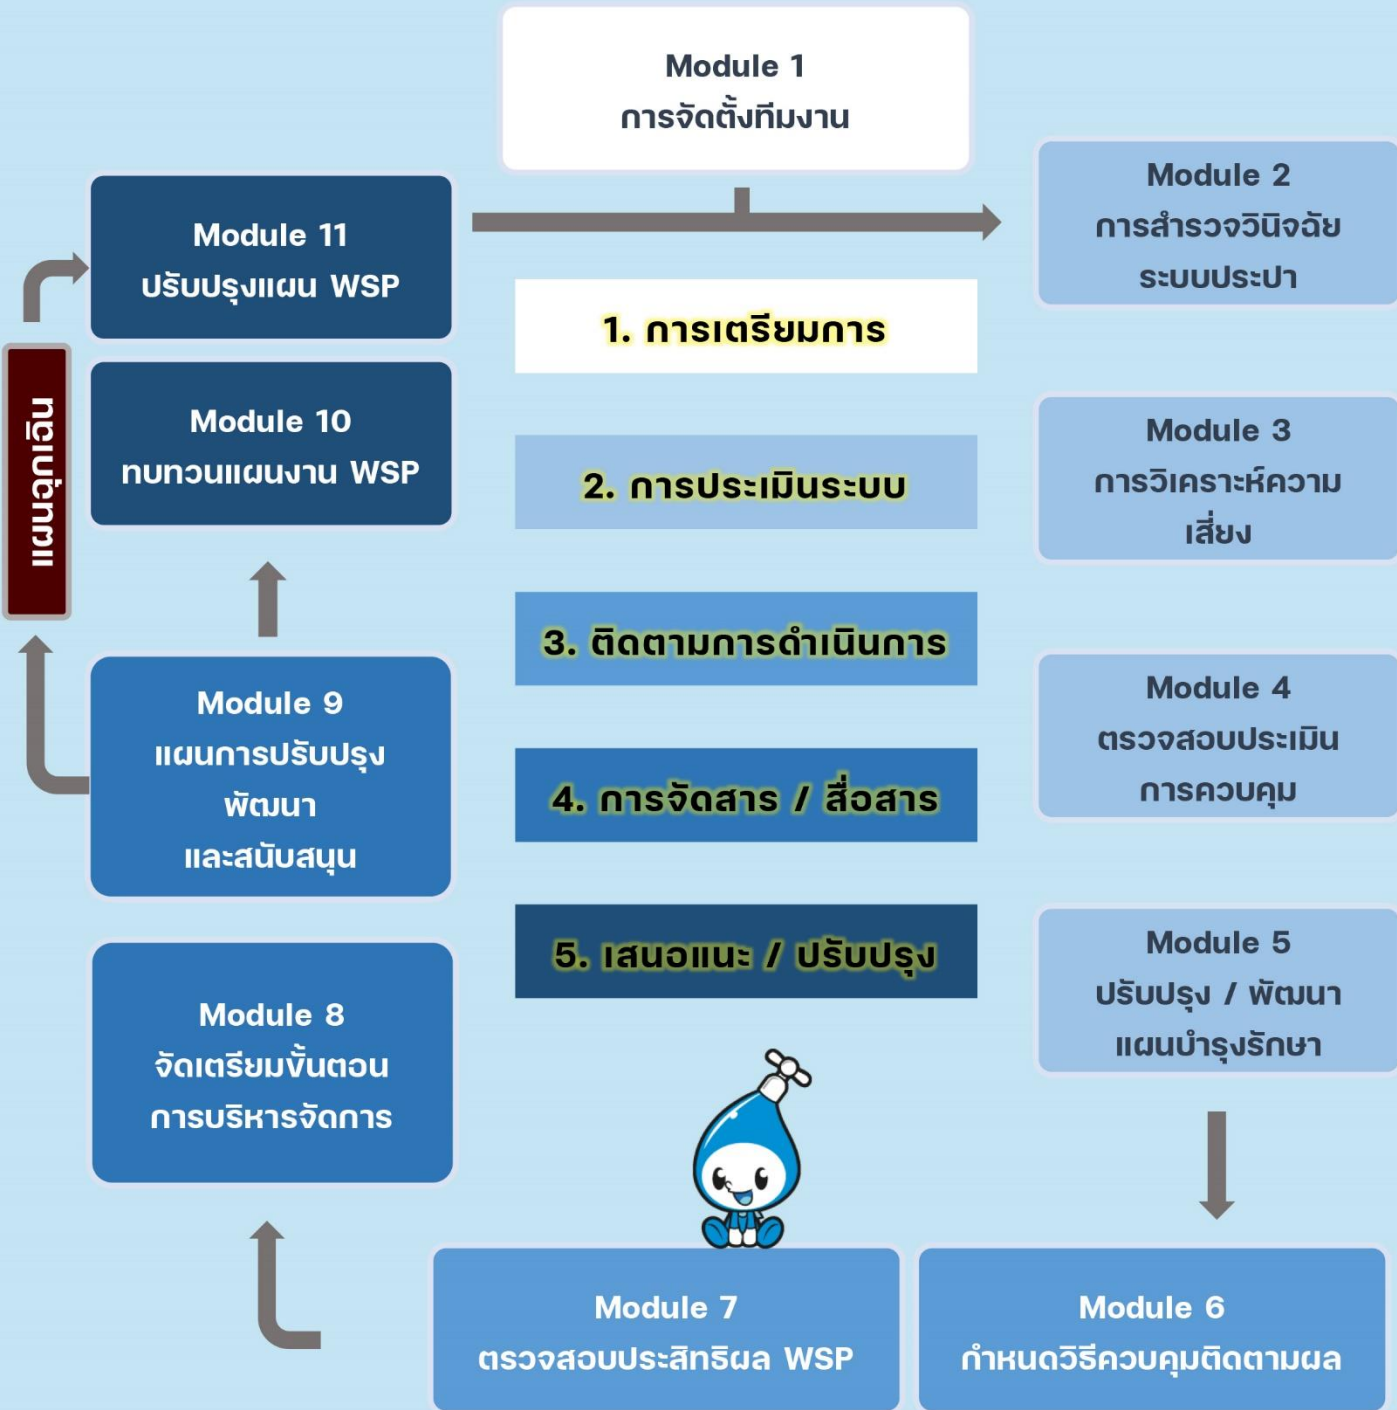 Module 1
การจัดตั้งทีมงาน
Module 2
การสำรวจวินิจฉัย
ระบบประปา
Module 11
ปรับปรุงแผน WSP
1. การเตรียมการ
แผนฉุกเฉิน
Module 10
ทบทวนแผนงาน WSP
2. การประเมินระบบ
Module 3
การวิเคราะห์ความ
เสี่ยง
3. ติดตามการดำเนินการ
Module 9
แผนการปรับปรุง
พัฒนา
และสนับสนุน
4. การจัดสาร / สื่อสาร
Module 4
ตรวจสอบประเมิน
การควบคุม
5. เสนอแนะ / ปรับปรุง
Module 5
ปรับปรุง / พัฒนา
แผนบำรุงรักษา
Module 8
จัดเตรียมขั้นตอน
การบริหารจัดการ
Module 7
ตรวจสอบประสิทธิผล WSP
Module 6
กำหนดวิธีควบคุมติดตามผล